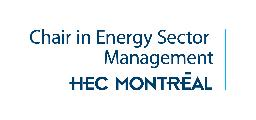 Chair in Energy Sector
Management
HEC MONTRĒAL